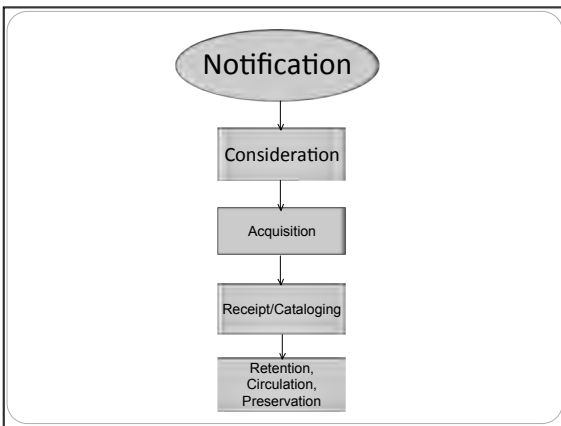 Notification
Consideration
Acquisition
Receipt/Cataloging
Retention,
Circulation,
Preservation